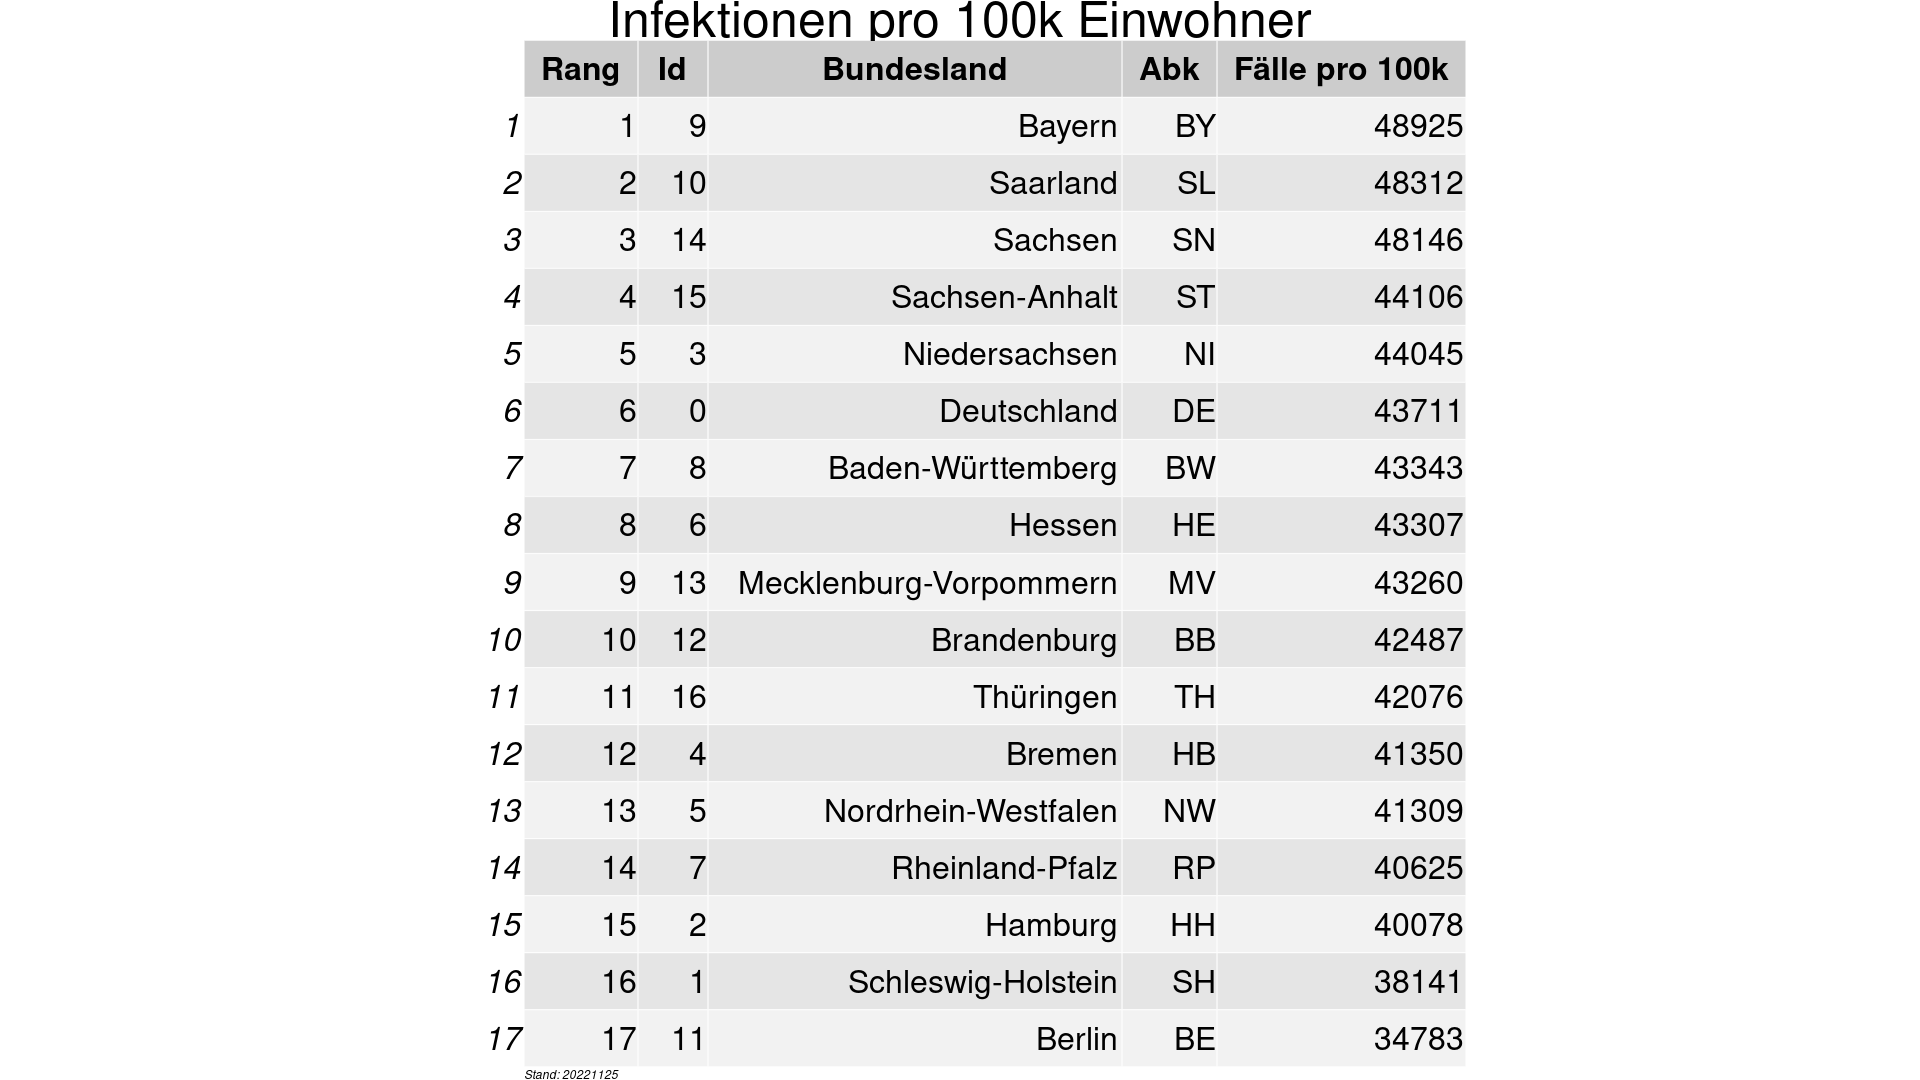 Infektionen pro 100k Einwohner
Rang Id Bundesland Abk Fälle pro 100k
1 1 9 Bayern BY 48925
2 2 10 Saarland SL 48312
3 3 14 Sachsen SN 48146
4 4 15 Sachsen-Anhalt ST 44106
5 5 3 Niedersachsen NI 44045
6 6 0 Deutschland DE 43711
7 7 8 Baden-Württemberg BW 43343
8 8 6 Hessen HE 43307
9 9 13 Mecklenburg-Vorpommern MV 43260
10 10 12 Brandenburg BB 42487
11 11 16 Thüringen TH 42076
12 12 4 Bremen HB 41350
13 13 5 Nordrhein-Westfalen NW 41309
14 14 7 Rheinland-Pfalz RP 40625
15 15 2 Hamburg HH 40078
16 16 1 Schleswig-Holstein SH 38141
17 17 11 Berlin BE 34783
Stand: 20221125